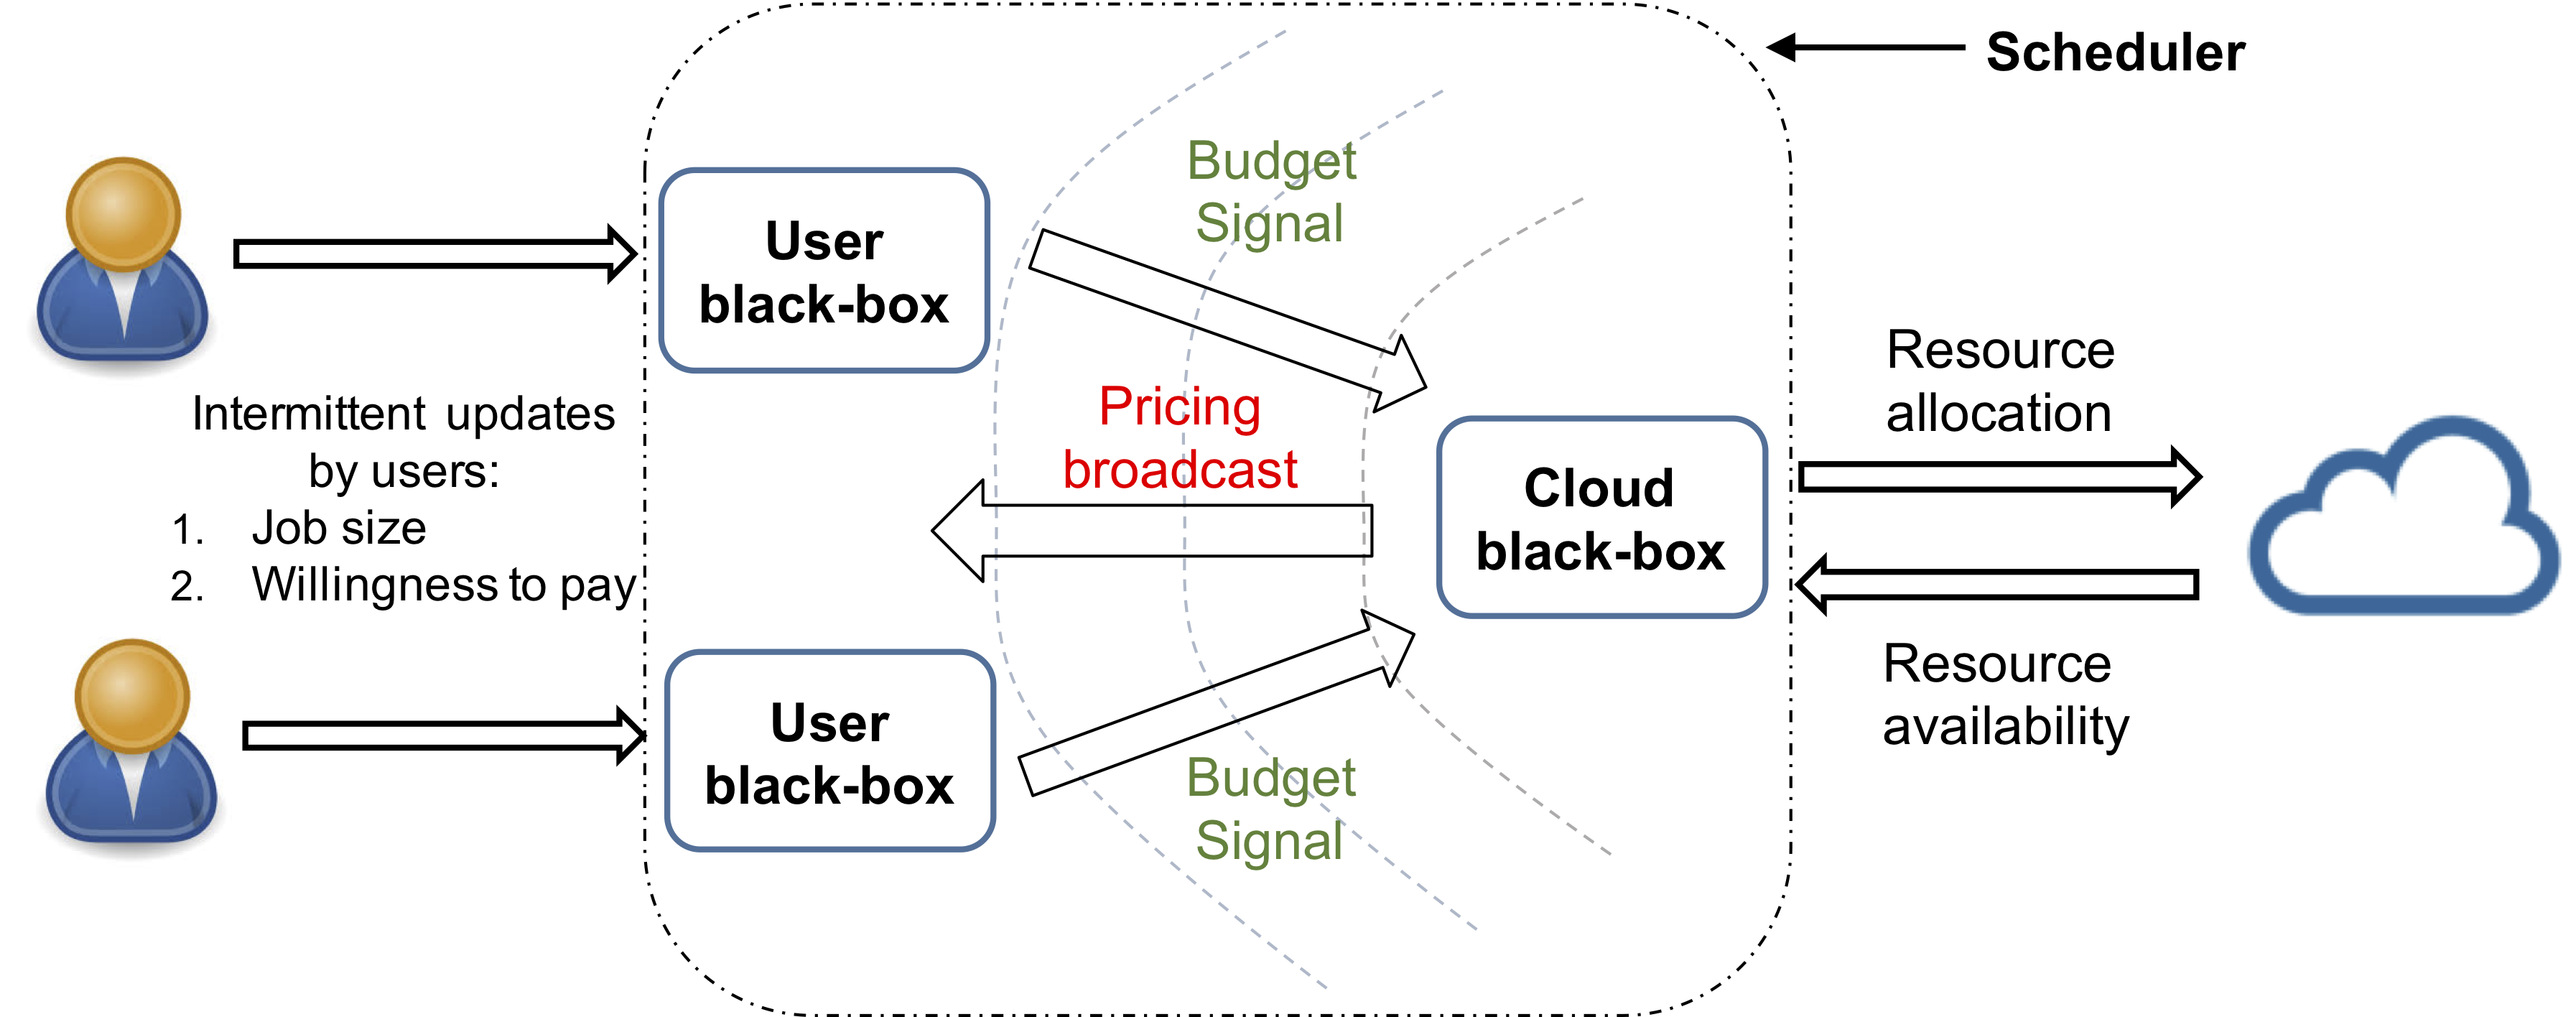 Scheduler
Budget
Signal
User
black-box
Resource
allocation
Intermittent updates
by users:
1. Job size
2. Willingness to pay
Pricing
broadcast
Cloud
black-box
Resource
availability
User
black-box
Budget
Signal